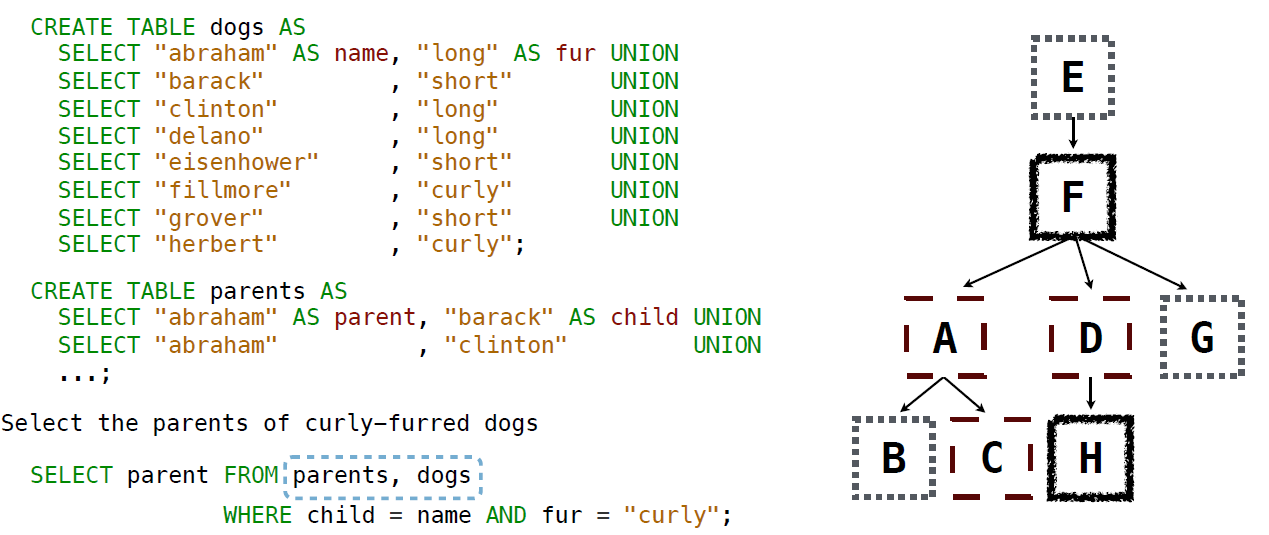 CREATE TABLE dogs AS
SELECT "abraham" AS name, "long" AS fur UNION
SELECT "barack" , "short" UNION
SELECT "clinton" , "long" UNION
SELECT "delano" , "long" UNION
SELECT "eisenhower" , "short" UNION
SELECT "fillmore" , "curly" UNION
SELECT "grover" , "short" UNION
SELECT "herbert" , "curly";
CREATE TABLE parents AS
SELECT "abraham" AS parent, "barack" AS child UNION
SELECT "abraham" , "clinton" UNION
...;
Select the parents of curly-furred dogs
SELECT parent FROM parents, dogs
WHERE child = name AND fur = "curly";
E
F
A D G
B C H